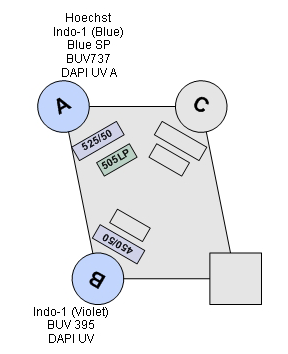 Hoechst
Indo-1 (Blue)
Blue SP
BUV737
DAPI UV A
A
C
525/50
505LP
450/50
B
Indo-1 (Violet)
BUV 395
DAPI UV